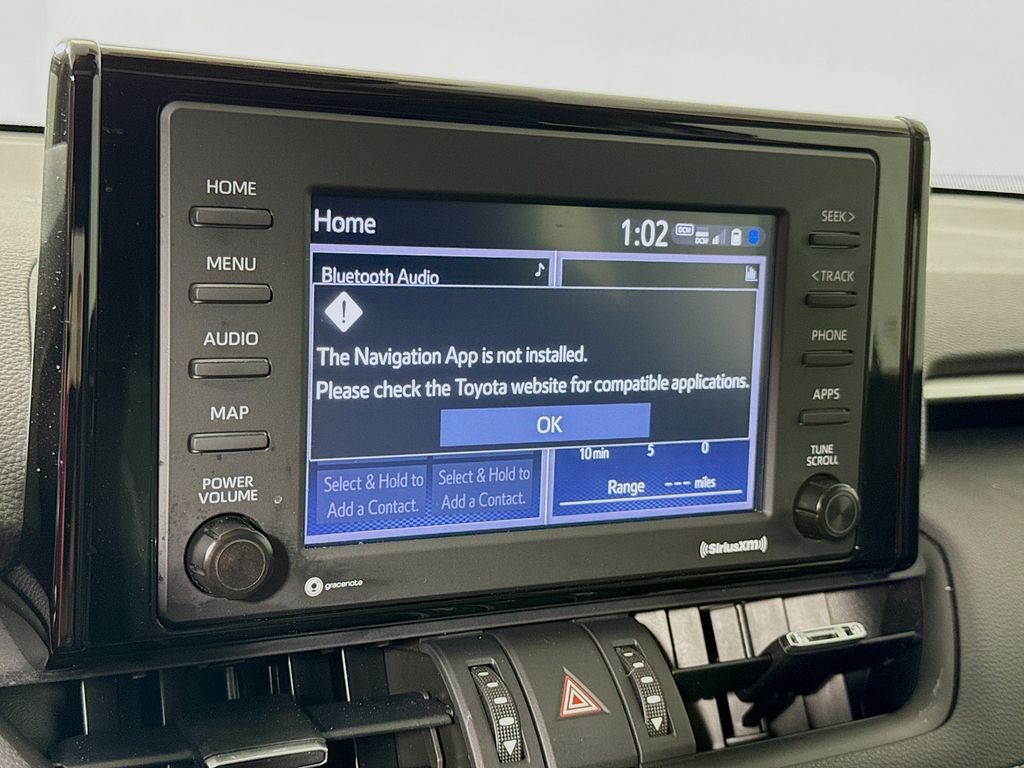 HOME
MENU
AUDIO
MAP
POWER
VOLUME
Home
1:02
DCM
DCM
Bluetooth Audio
The Navigation App is not installed.
Please check the Toyota website for compatible applications.
OK
Select & Hold to
Add a Contact.
Select & Hold to
Add a Contact.
10 min 5 0
Range --- miles
SEEK >
< TRACK
PHONE
APPS
TUNE
SCROLL
gracenote
((SiriusXM))